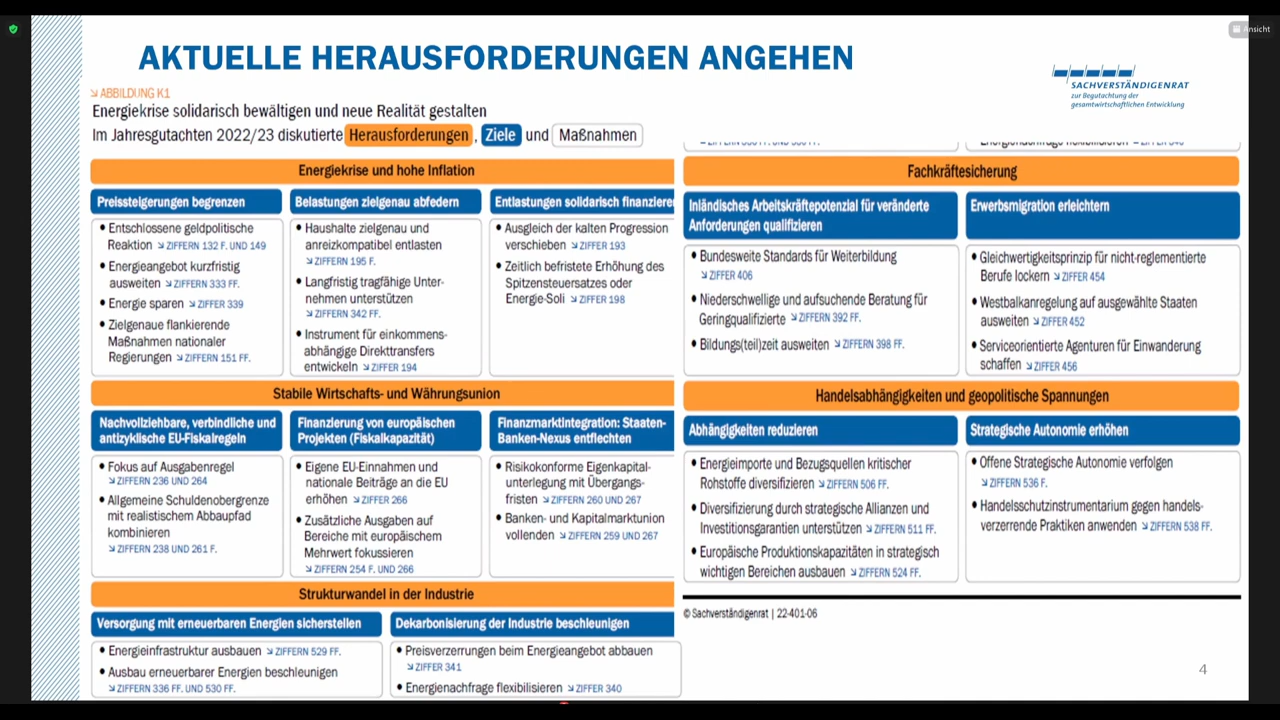 Ansicht
AKTUELLE HERAUSFORDERUNGEN ANGEHEN
SACHVERSTÄNDIGENRAT
zur Begutachtung der
gesamtwirtschaftlichen Entwicklung
↘ ABBILDUNG K1
Energiekrise solidarisch bewältigen und neue Realität gestalten
Im Jahresgutachten 2022/23 diskutierte Herausforderungen, Ziele und Maßnahmen
Energiekrise und hohe Inflation
Preissteigerungen begrenzen
• Entschlossene geldpolitische
Reaktion ↘ ZIFFERN 132 F. UND 149
• Energieangebot kurzfristig
ausweiten ↘ ZIFFERN 333 FF.
• Energie sparen ↘ ZIFFER 339
• Zielgenaue flankierende
Maßnahmen nationaler
Regierungen ↘ ZIFFERN 151 FF.
Belastungen zielgenau abfedern
• Haushalte zielgenau und
anreizkompatibel entlasten
↘ ZIFFERN 195 F.
• Langfristig tragfähige Unter-
nehmen unterstützen
↘ ZIFFERN 342 FF.
• Instrument für einkommens-
abhängige Direkttransfers
entwickeln ↘ ZIFFER 194
Entlastungen solidarisch finanzieren
• Ausgleich der kalten Progression
verschieben ↘ ZIFFER 193
• Zeitlich befristete Erhöhung des
Spitzensteuersatzes oder
Energie-Soli ↘ ZIFFER 198
Stabile Wirtschafts- und Währungsunion
Nachvollziehbare, verbindliche und
antizyklische EU-Fiskalregeln
• Fokus auf Ausgabenregel
↘ ZIFFERN 236 UND 264
• Allgemeine Schuldenobergrenze
mit realistischem Abbaupfad
kombinieren
↘ ZIFFERN 238 UND 261 F.
Finanzierung von europäischen
Projekten (Fiskalkapazität)
• Eigene EU-Einnahmen und
nationale Beiträge an die EU
erhöhen ↘ ZIFFER 266
• Zusätzliche Ausgaben auf
Bereiche mit europäischem
Mehrwert fokussieren
↘ ZIFFERN 254 F. UND 266
Finanzmarktintegration: Staaten-
Banken-Nexus entflechten
• Risikokonforme Eigenkapital-
unterlegung mit Übergangs-
fristen ↘ ZIFFERN 260 UND 267
• Banken- und Kapitalmarktunion
vollenden ↘ ZIFFERN 259 UND 267
Strukturwandel in der Industrie
Versorgung mit erneuerbaren Energien sicherstellen
• Energieinfrastruktur ausbauen ↘ ZIFFERN 529 FF.
• Ausbau erneuerbarer Energien beschleunigen
↘ ZIFFERN 336 FF. UND 530 FF.
Dekarbonisierung der Industrie beschleunigen
• Preisverzerrungen beim Energieangebot abbauen
↘ ZIFFER 341
• Energienachfrage flexibilisieren ↘ ZIFFER 340
Fachkräftesicherung
Inländisches Arbeitskräftepotenzial für veränderte
Anforderungen qualifizieren
• Bundesweite Standards für Weiterbildung
↘ ZIFFER 406
• Niederschwellige und aufsuchende Beratung für
Geringqualifizierte ↘ ZIFFERN 392 FF.
• Bildungs(teil)zeit ausweiten ↘ ZIFFERN 398 FF.
Erwerbsmigration erleichtern
• Gleichwertigkeitsprinzip für nicht-reglementierte
Berufe lockern ↘ ZIFFER 454
• Westbalkanregelung auf ausgewählte Staaten
ausweiten ↘ ZIFFER 452
• Serviceorientierte Agenturen für Einwanderung
schaffen ↘ ZIFFER 456
Handelsabhängigkeiten und geopolitische Spannungen
Abhängigkeiten reduzieren
• Energieimporte und Bezugsquellen kritischer
Rohstoffe diversifizieren ↘ ZIFFERN 506 FF.
• Diversifizierung durch strategische Allianzen und
Investitionsgarantien unterstützen ↘ ZIFFERN 511 FF.
• Europäische Produktionskapazitäten in strategisch
wichtigen Bereichen ausbauen ↘ ZIFFERN 524 FF.
Strategische Autonomie erhöhen
• Offene Strategische Autonomie verfolgen
↘ ZIFFERN 536 F.
• Handelsschutzinstrumentarium gegen handels-
verzerrende Praktiken anwenden ↘ ZIFFERN 538 FF.
© Sachverständigenrat | 22-401-06
4